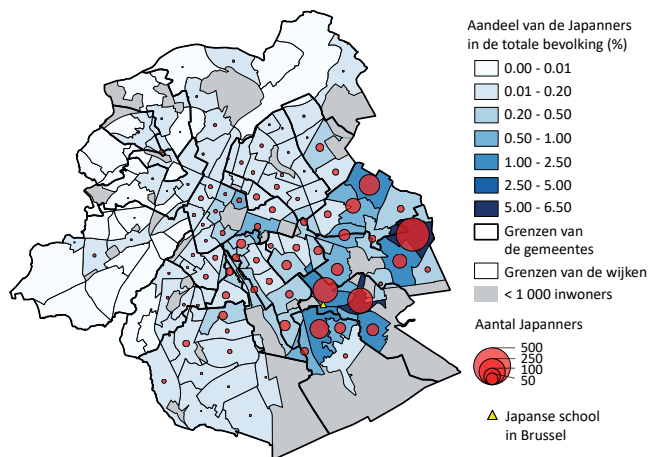 Aandeel van de Japanners
in de totale bevolking (%)
0.00 - 0.01
0.01 - 0.20
0.20 - 0.50
0.50 - 1.00
1.00 - 2.50
2.50 - 5.00
5.00 - 6.50
Grenzen van
de gemeentes
Grenzen van de wijken
< 1 000 inwoners
Aantal Japanners
500
250
100
50
Japanse school
in Brussel